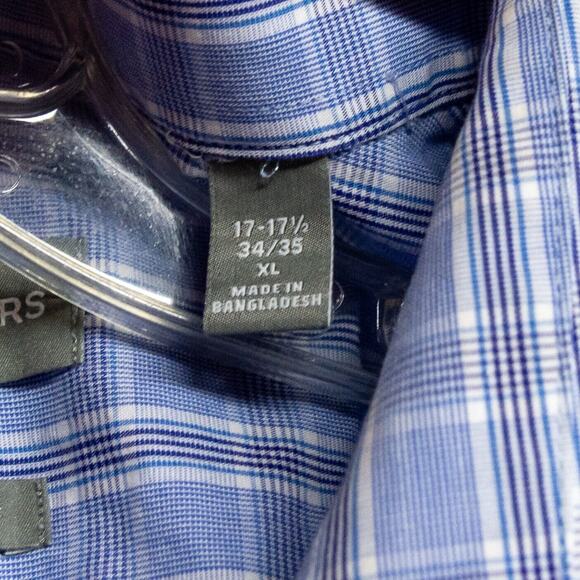 17-17½
34/35
XL
MADE IN
BANGLADESH
RS